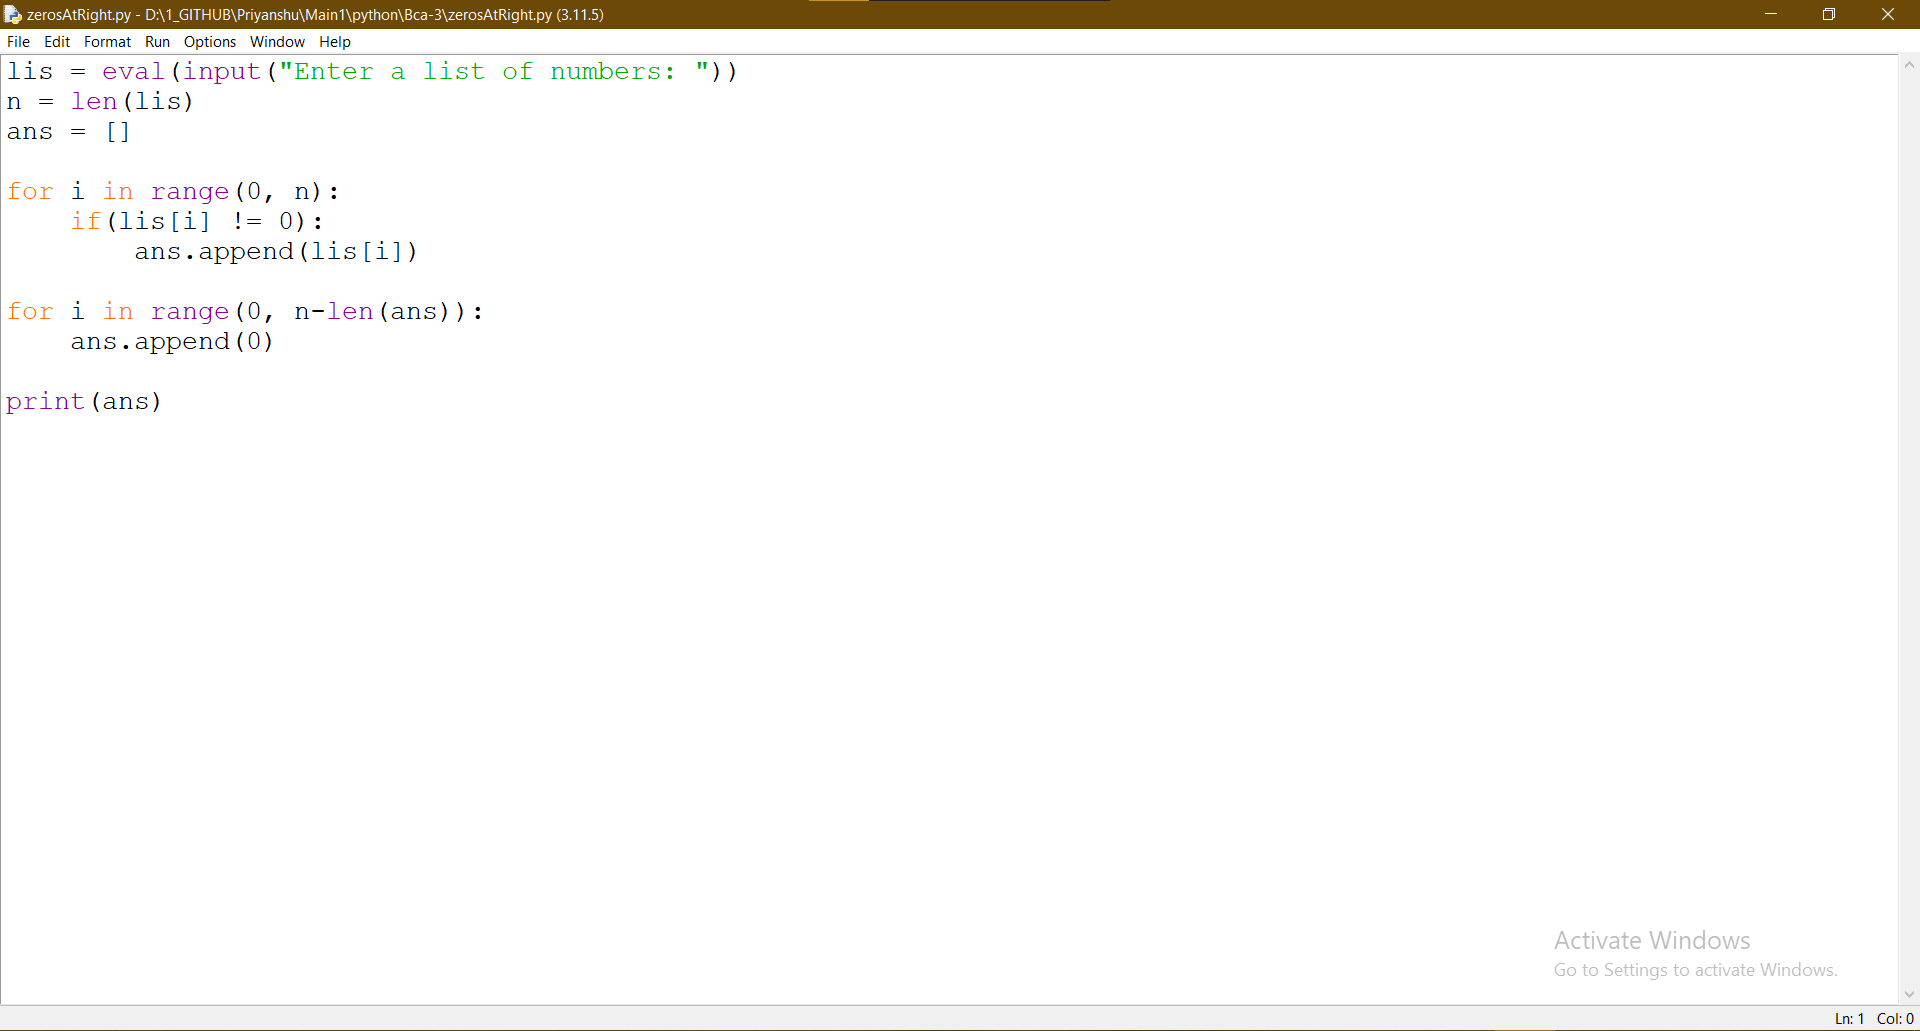 zerosAtRight.py - D:\1_GITHUB\Priyanshu\Main1\python\Bca-3\zerosAtRight.py (3.11.5)
File Edit Format Run Options Window Help
lis = eval(input("Enter a list of numbers: "))
n = len(lis)
ans = []
for i in range(0, n):
    if(lis[i] != 0):
        ans.append(lis[i])
for i in range(0, n-len(ans)):
    ans.append(0)
print(ans)
Activate Windows
Go to Settings to activate Windows.
Ln: 1 Col: 0